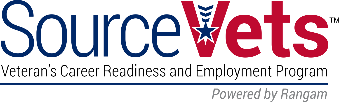 SourceVets™
Veteran's Career Readiness and Employment Program
Powered by Rangam